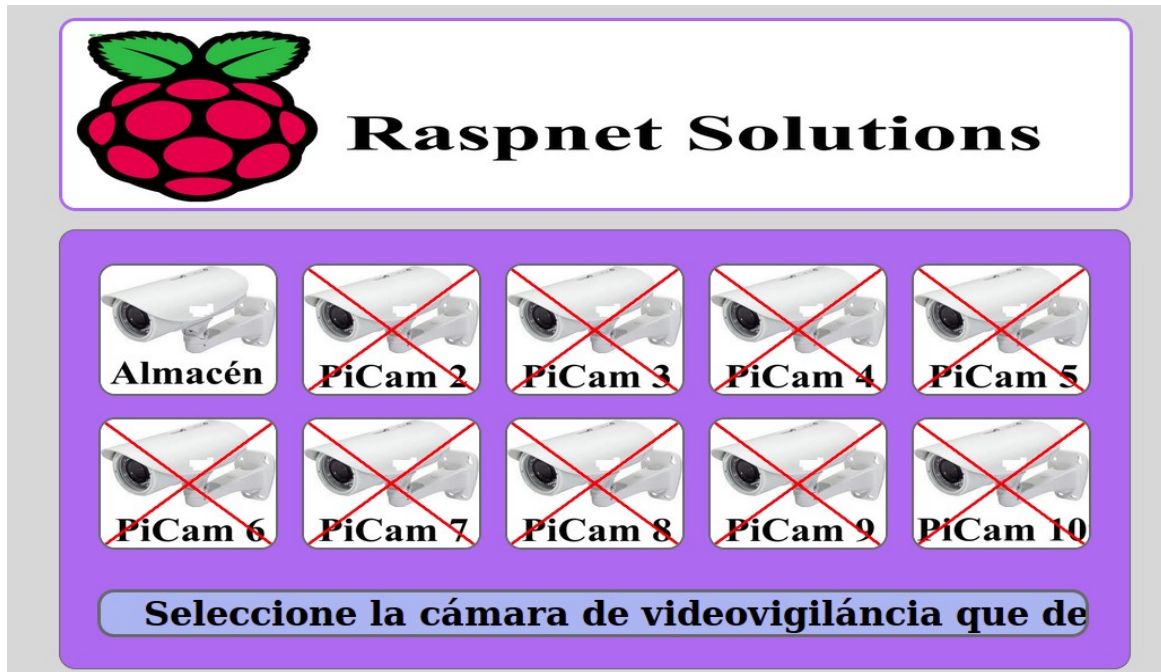 Raspnet Solutions
Almacén PiCam 2 PiCam 3 PiCam 4 PiCam 5
PiCam 6 PiCam 7 PiCam 8 PiCam 9 PiCam 10
Seleccione la cámara de videovigiláncia que de